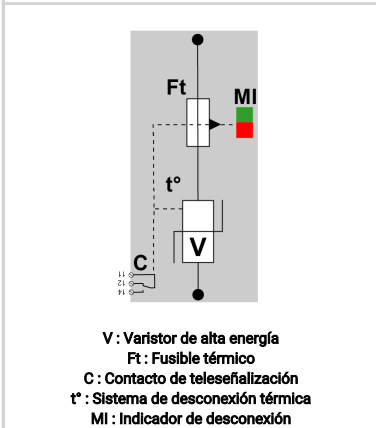 Ft
MI
t°
V
C
11
12
14
V : Varistor de alta energía
Ft : Fusible térmico
C : Contacto de teleseñalización
t° : Sistema de desconexión térmica
MI : Indicador de desconexión